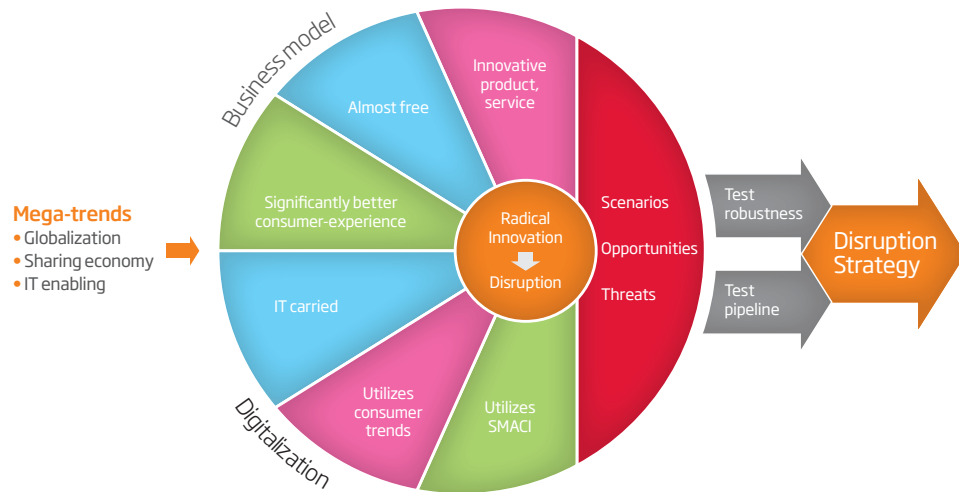 Mega-trends
• Globalization
• Sharing economy
• IT enabling
Business model
Innovative
product,
service
Almost free
Significantly better
consumer-experience
IT carried
Utilizes
consumer
trends
Utilizes
SMACI
Digitalization
Radical
Innovation
Disruption
Scenarios
Opportunities
Threats
Test
robustness
Test
pipeline
Disruption
Strategy